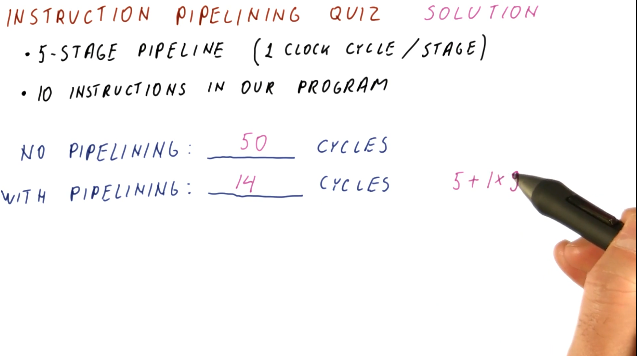 INSTRUCTION PIPELINING QUIZ SOLUTION
• 5-STAGE PIPELINE (1 CLOCK CYCLE/STAGE)
• 10 INSTRUCTIONS IN OUR PROGRAM
NO PIPELINING: 50 CYCLES
WITH PIPELINING: 14 CYCLES 5+1×9